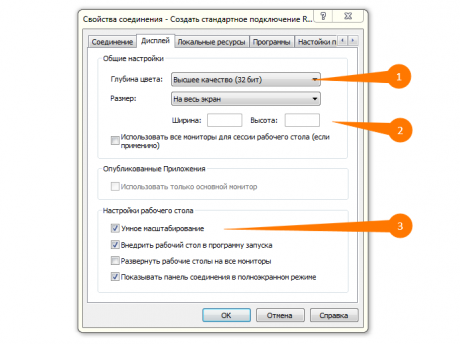 Свойства соединения - Создать стандартное подключение R...
Соединение Дисплей Локальные ресурсы Программы Настойки п
Общие настройки
Глубина цвета: Высшее качество (32 бит)
1
Размер: На весь экран
Ширина: Высота:
2
Использовать все мониторы для сессии рабочего стола (если
применимо)
Опубликованные Приложения
Использовать только основной монитор
Настройки рабочего стола
Умное масштабирование
3
Внедрить рабочий стол в программу запуска
Развернуть рабочие столы на все мониторы
Показывать панель соединения в полноэкранном режиме
OK Отмена Справка